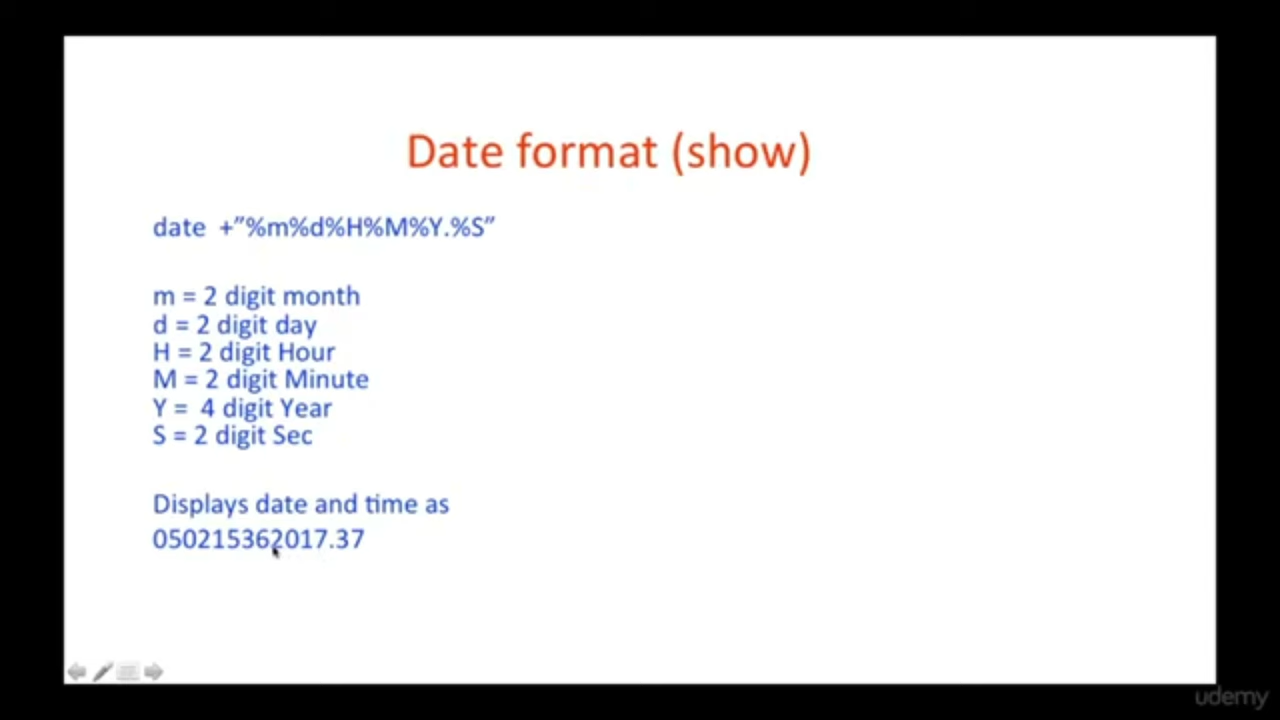 Date format (show)
date +"%m%d%H%M%Y.%S"
m = 2 digit month
d = 2 digit day
H = 2 digit Hour
M = 2 digit Minute
Y = 4 digit Year
S = 2 digit Sec
Displays date and time as
050215362017.37
udemy